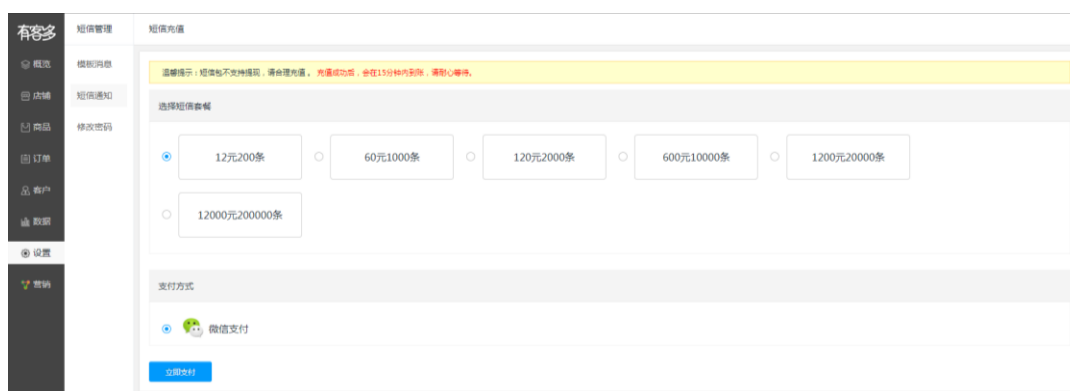 有客多
概览
店铺
商品
订单
客户
数据
设置
营销
短信管理
模板消息
短信通知
修改密码
短信充值
温馨提示：短信包不支持提现，请合理充值。充值成功后，会在15分钟内到账，请耐心等待。
选择短信套餐
12元200条
60元1000条
120元2000条
600元10000条
1200元20000条
12000元200000条
支付方式
微信支付
立即支付